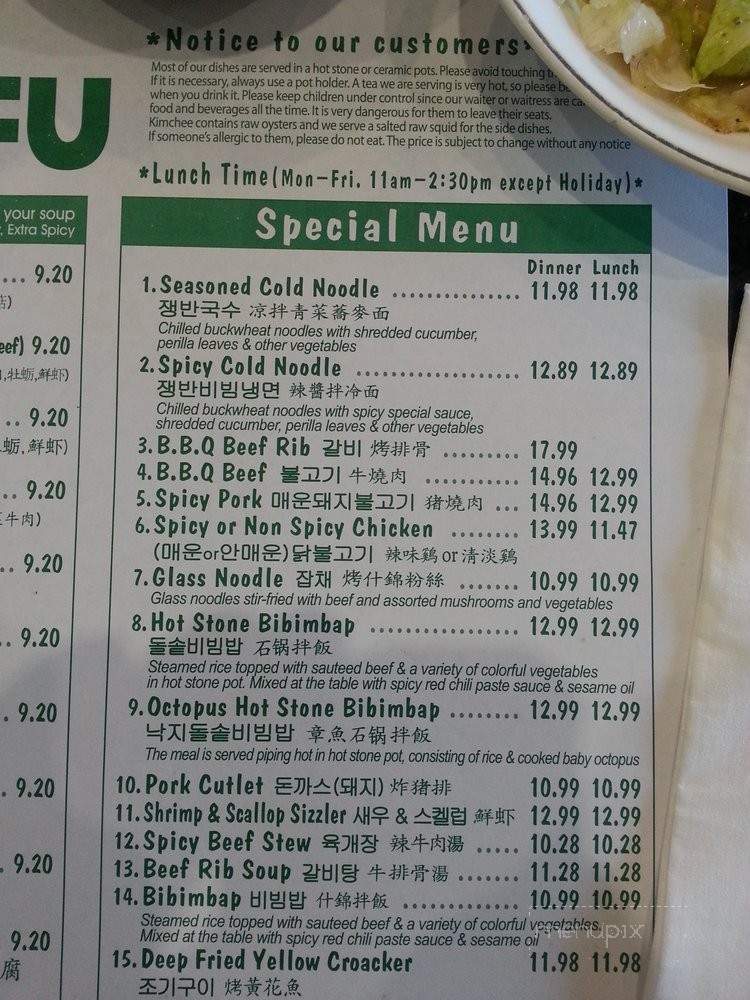 *Notice to our customers*
Most of our dishes are served in a hot stone or ceramic pots. Please avoid touching
If it is necessary, always use a pot holder. A tea we are serving is very hot, so please
when you drink it. Please keep children under control since our waiter or waitress are
food and beverages all the time. It is very dangerous for them to leave their seats.
Kimchee contains raw oysters and we serve a salted raw squid for the side dishes.
If someone's allergic to them, please do not eat. The price is subject to change without any notice
FU
*Lunch Time(Mon-Fri. 11am-2:30pm except Holiday)*
your soup
Extra Spicy
.... 9.20
eef) 9.20
,牡蛎,鮮虾)
.. 9.20
蛎,鮮虾)
.. 9.20
牛肉)
.. 9.20
.. 9.20
. 9.20
. 9.20
. 9.20
9.20
腐
Special Menu
Dinner Lunch
1. Seasoned Cold Noodle ............... 11.98 11.98
쟁반국수 凉拌青菜蕎麥面
Chilled buckwheat noodles with shredded cucumber,
perilla leaves & other vegetables
2. Spicy Cold Noodle ................... 12.89 12.89
쟁반비빔냉면 辣醬拌冷面
Chilled buckwheat noodles with spicy special sauce,
shredded cucumber, perilla leaves & other vegetables
3. B.B.Q Beef Rib 갈비 烤排骨 ......... 17.99
4. B.B.Q Beef 불고기 牛燒肉 ........... 14.96 12.99
5. Spicy Pork 매운돼지불고기 猪燒肉 ... 14.96 12.99
6. Spicy or Non Spicy Chicken ........ 13.99 11.47
(매운or안매운)닭불고기 辣味鷄 or 清淡鷄
7. Glass Noodle 잡채 烤什錦粉絲 ....... 10.99 10.99
Glass noodles stir-fried with beef and assorted mushrooms and vegetables
8. Hot Stone Bibimbap ................. 12.99 12.99
돌솥비빔밥 石锅拌飯
Steamed rice topped with sauteed beef & a variety of colorful vegetables
in hot stone pot. Mixed at the table with spicy red chili paste sauce & sesame oil
9. Octopus Hot Stone Bibimbap ........ 12.99 12.99
낙지돌솥비빔밥 章魚石锅拌飯
The meal is served piping hot in hot stone pot, consisting of rice & cooked baby octopus
10. Pork Cutlet 돈까스(돼지) 炸猪排 10.99 10.99
11. Shrimp & Scallop Sizzler 새우 & 스켈럽 鮮虾 12.99 12.99
12. Spicy Beef Stew 육개장 辣牛肉湯 ..... 10.28 10.28
13. Beef Rib Soup 갈비탕 牛排骨湯 ....... 11.28 11.28
14. Bibimbap 비빔밥 什錦拌飯 ............. 10.99 10.99
Steamed rice topped with sauteed beef & a variety of colorful vegetables.
Mixed at the table with spicy red chili paste sauce & sesame oil
menupix
15. Deep Fried Yellow Croacker 11.98 11.98
조기구이 烤黄花魚